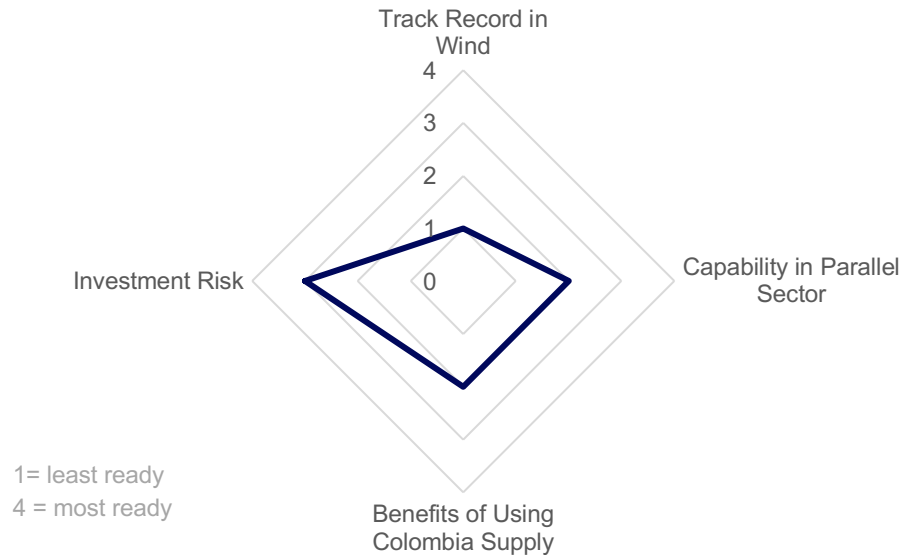 Track Record in
Wind
4
3
2
1
0
Investment Risk
Capability in Parallel
Sector
1= least ready
4 = most ready
Benefits of Using
Colombia Supply